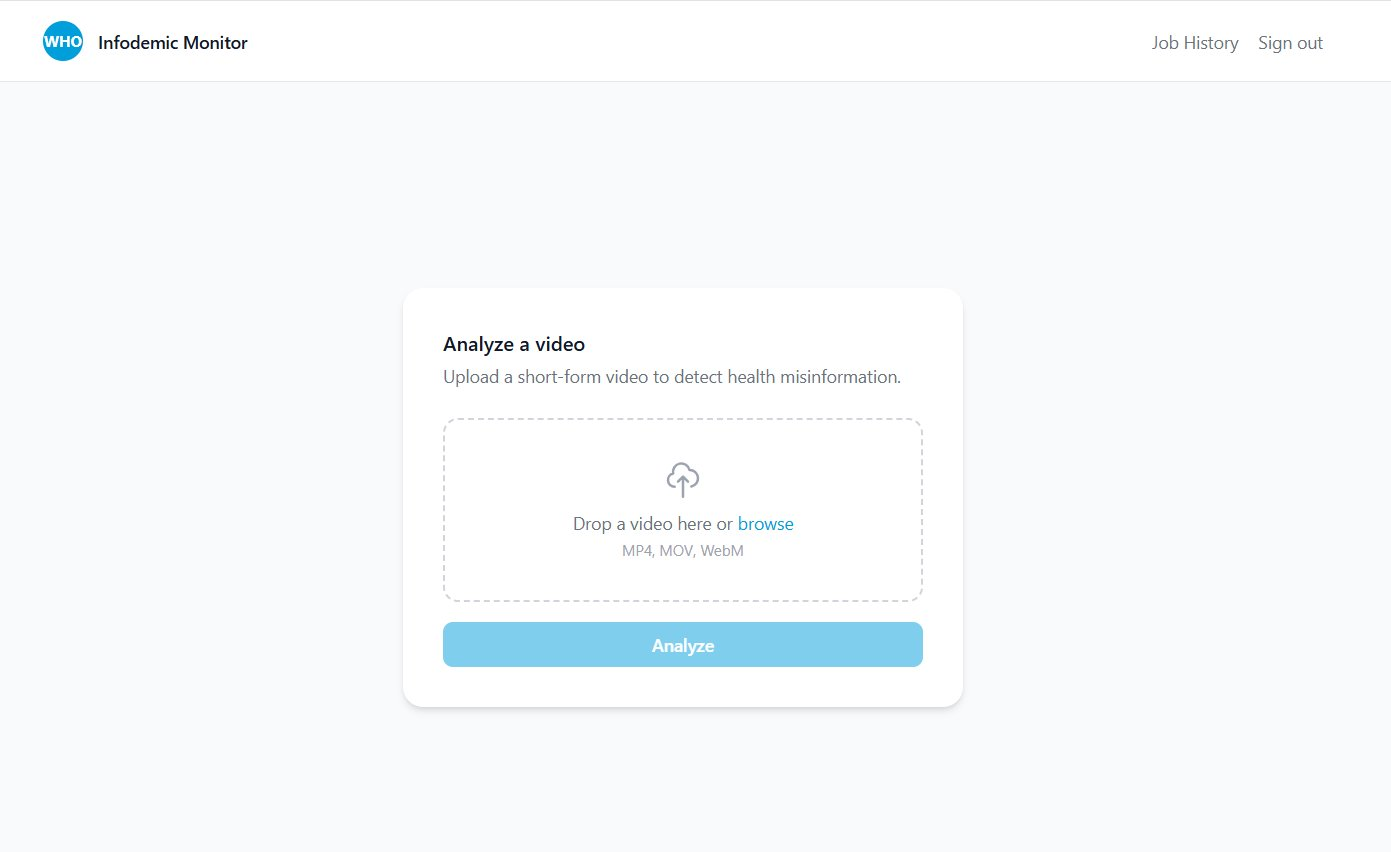 WHO Infodemic Monitor Job History Sign out
Analyze a video
Upload a short-form video to detect health misinformation.
Drop a video here or browse
MP4, MOV, WebM
Analyze